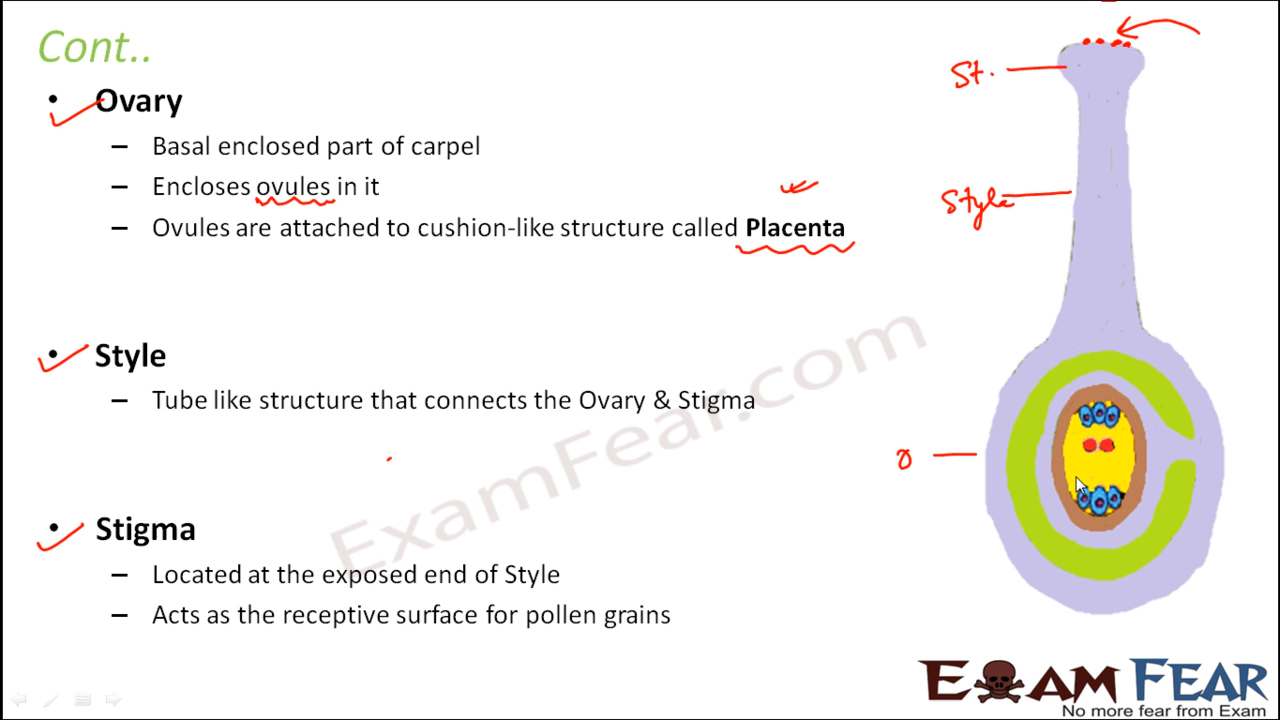 Cont..
• Ovary
– Basal enclosed part of carpel
– Encloses ovules in it
– Ovules are attached to cushion-like structure called Placenta
• Style
– Tube like structure that connects the Ovary & Stigma
• Stigma
– Located at the exposed end of Style
– Acts as the receptive surface for pollen grains
St.
Style
O
ExamFear.com
EXAM FEAR
No more fear from Exam